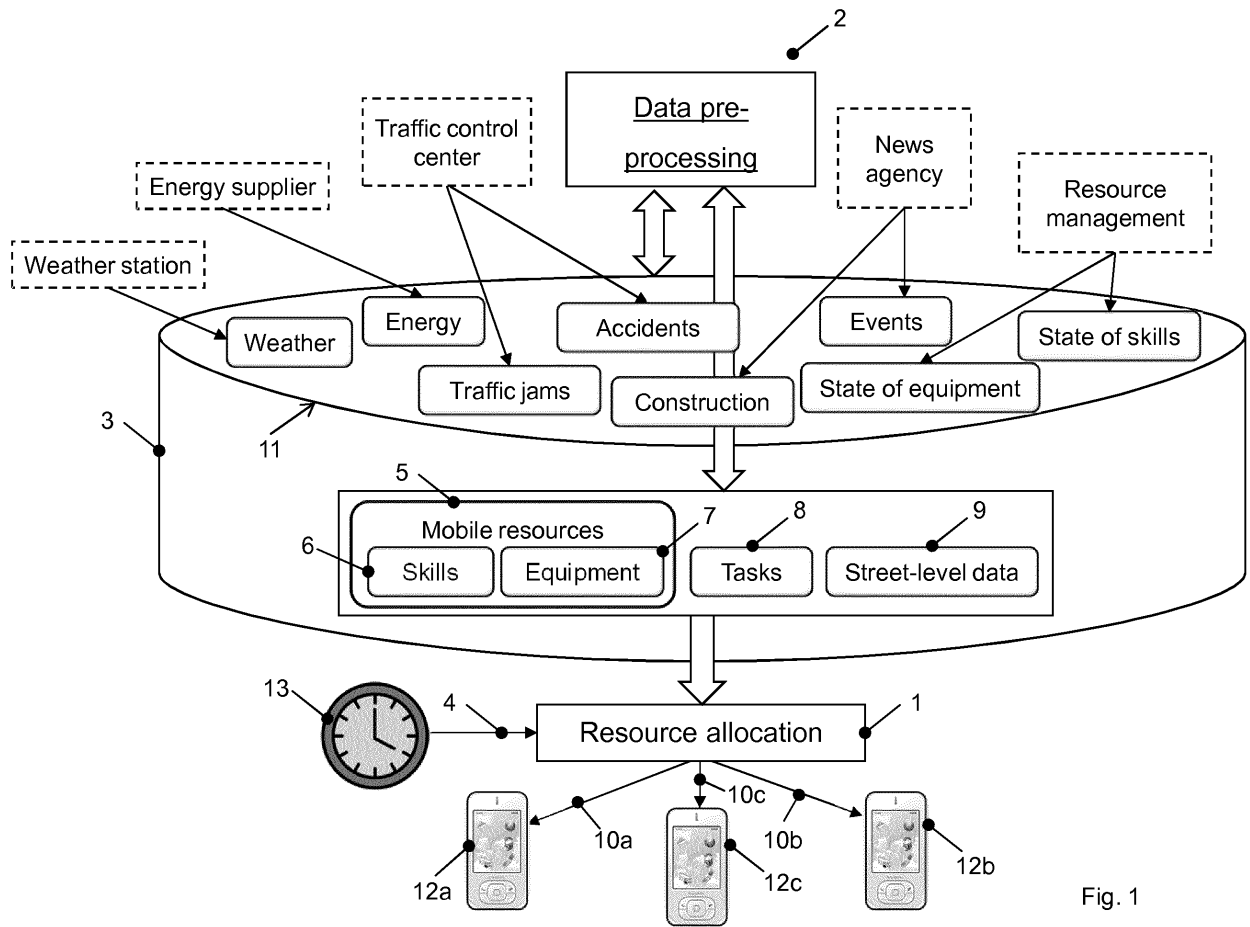 2
Data pre-
processing
Traffic control
center
News
agency
Energy supplier
Resource
management
Weather station
Energy
Accidents
Events
Weather
State of skills
Traffic jams
State of equipment
Construction
3
11
5
7
8
9
Mobile resources
6
Skills
Equipment
Tasks
Street-level data
13
4
1
Resource allocation
10c
10a
10b
12a
12c
12b
Fig. 1